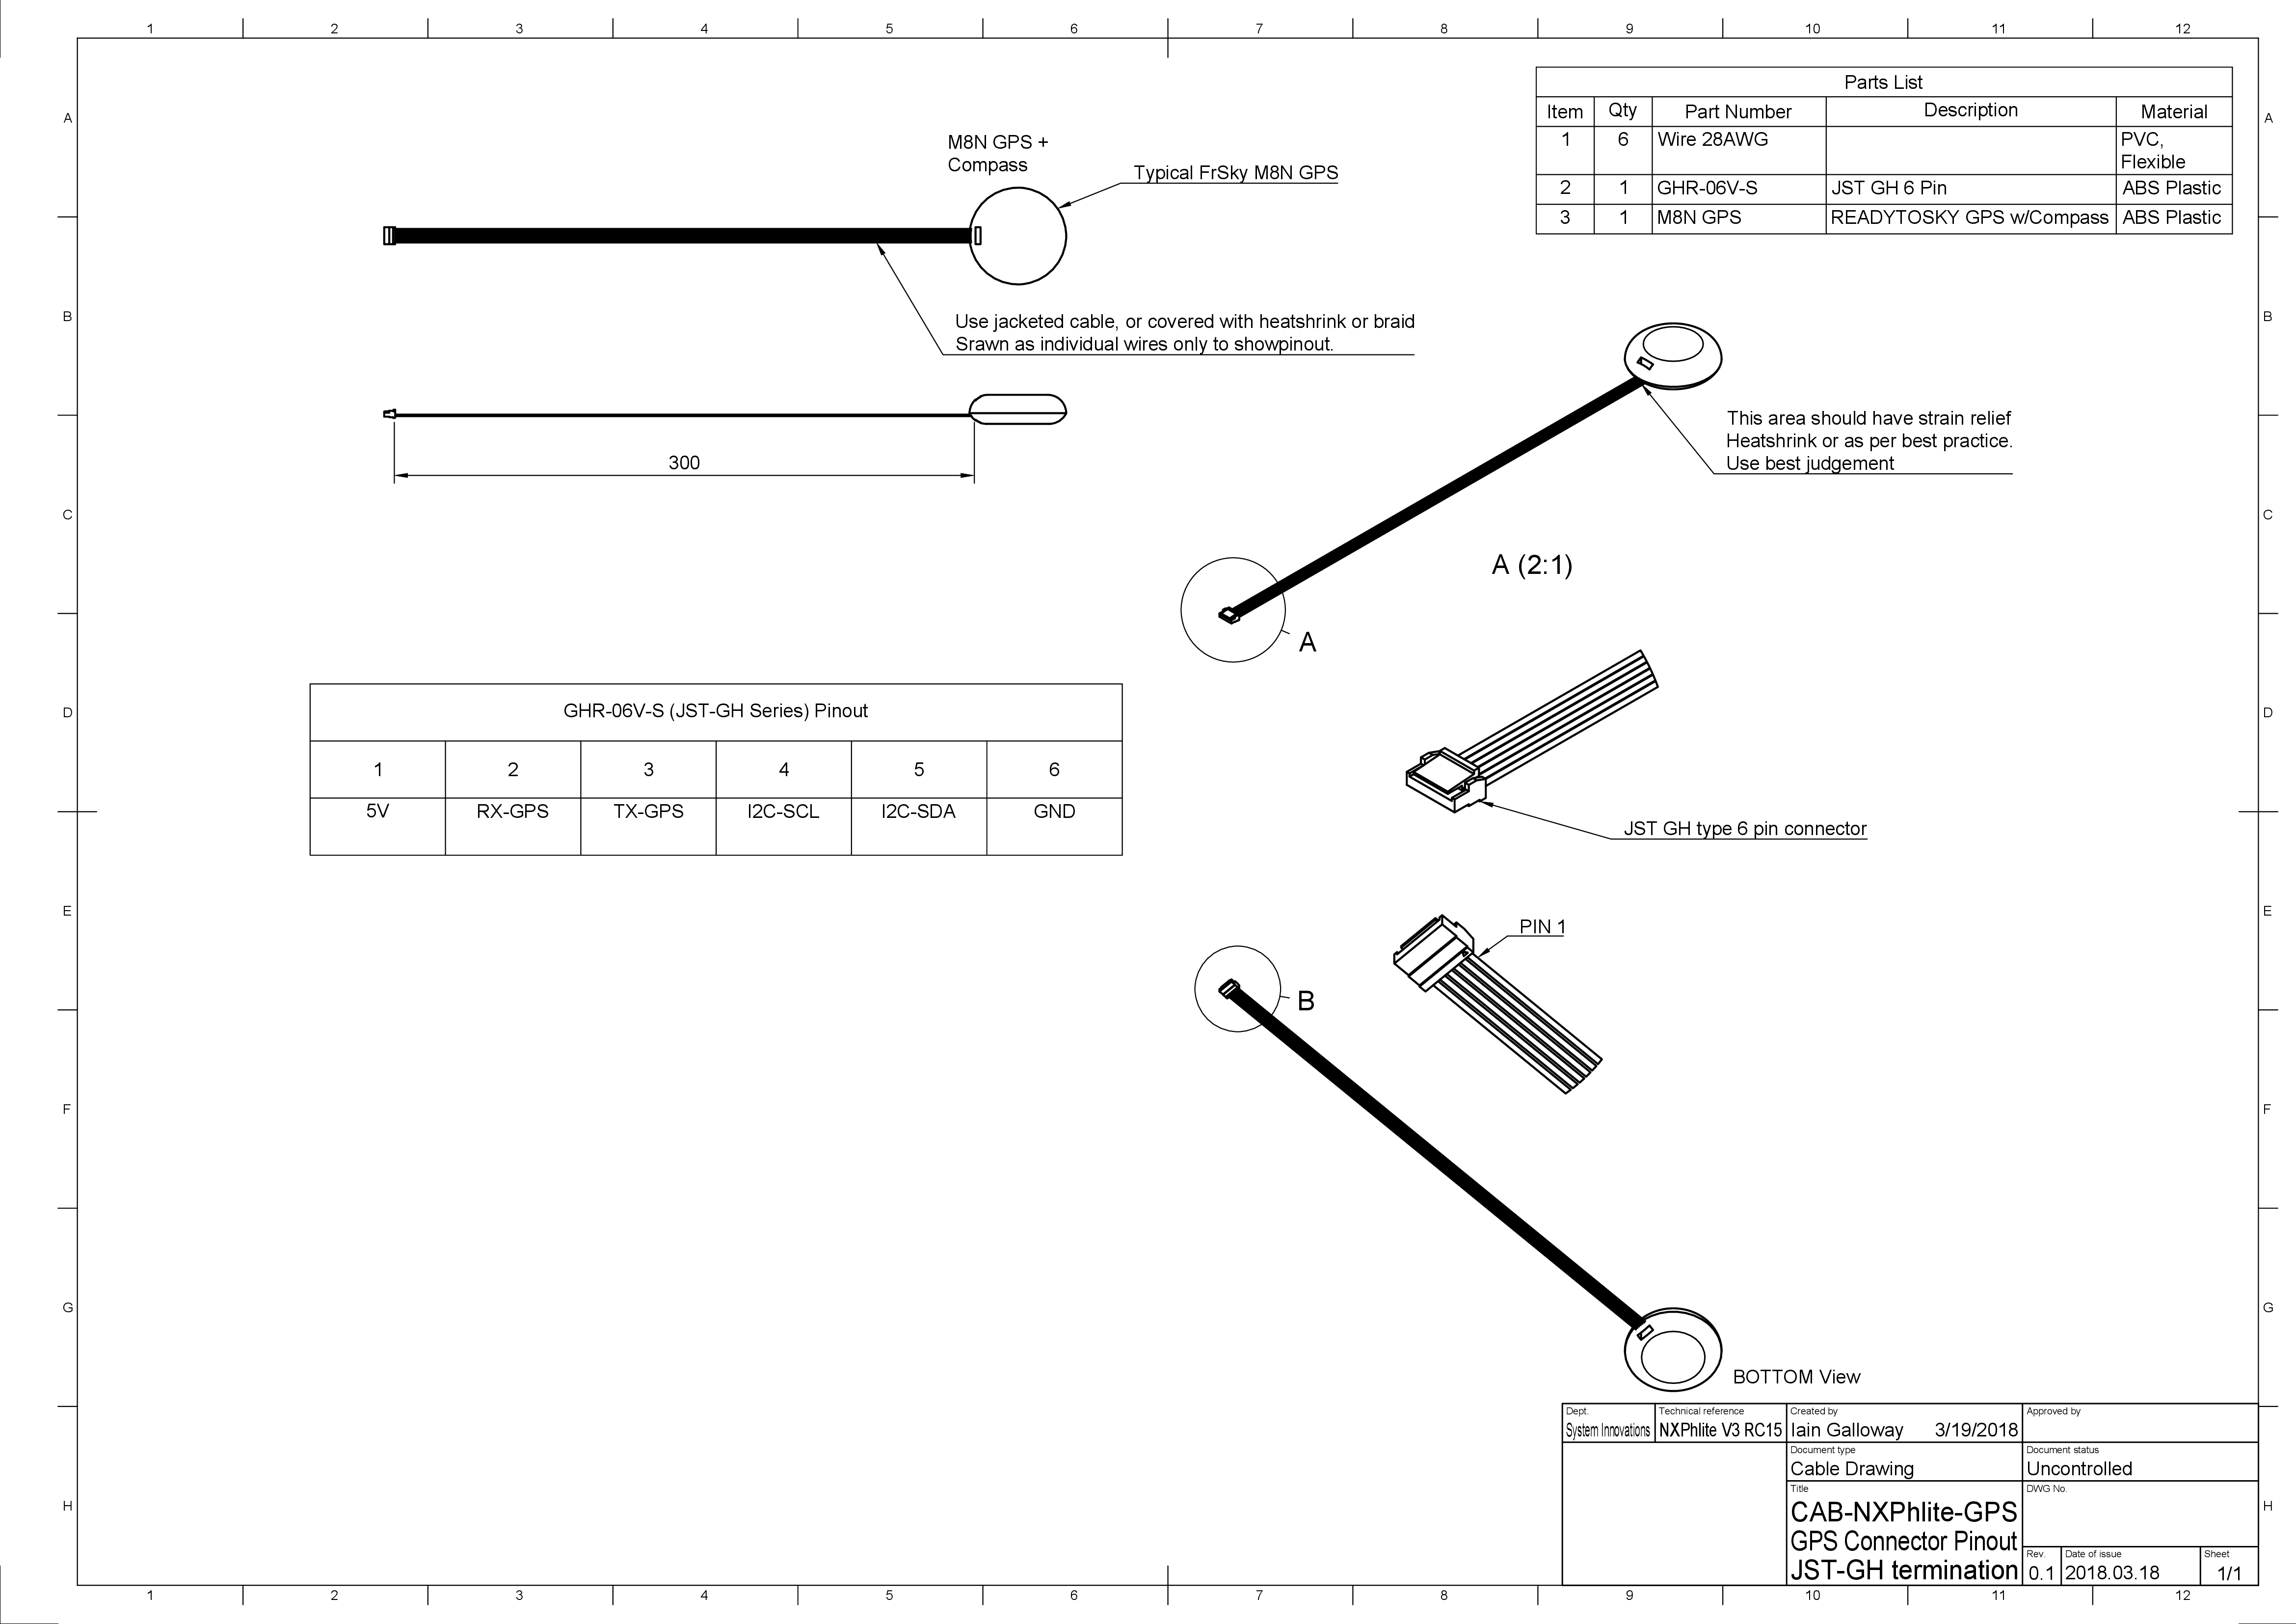 1 2 3 4 5 6 7 8 9 10 11 12
A A
B B
C C
D D
E E
F F
G G
H H
Parts List
Item Qty Part Number Description Material
1 6 Wire 28AWG PVC,
Flexible
2 1 GHR-06V-S JST GH 6 Pin ABS Plastic
3 1 M8N GPS READYTOSKY GPS w/Compass ABS Plastic
M8N GPS +
Compass
Typical FrSky M8N GPS
Use jacketed cable, or covered with heatshrink or braid
Srawn as individual wires only to showpinout.
300
This area should have strain relief
Heatshrink or as per best practice.
Use best judgement
A (2:1)
A
GHR-06V-S (JST-GH Series) Pinout
1 2 3 4 5 6
5V RX-GPS TX-GPS I2C-SCL I2C-SDA GND
JST GH type 6 pin connector
PIN 1
B
BOTTOM View
Dept. Technical reference Created by Approved by
System Innovations NXPhlite V3 RC15 Iain Galloway 3/19/2018
Document type Document status
Cable Drawing Uncontrolled
Title DWG No.
CAB-NXPhlite-GPS
GPS Connector Pinout
JST-GH termination
Rev. Date of issue Sheet
0.1 2018.03.18 1/1
1 2 3 4 5 6 7 8 9 10 11 12